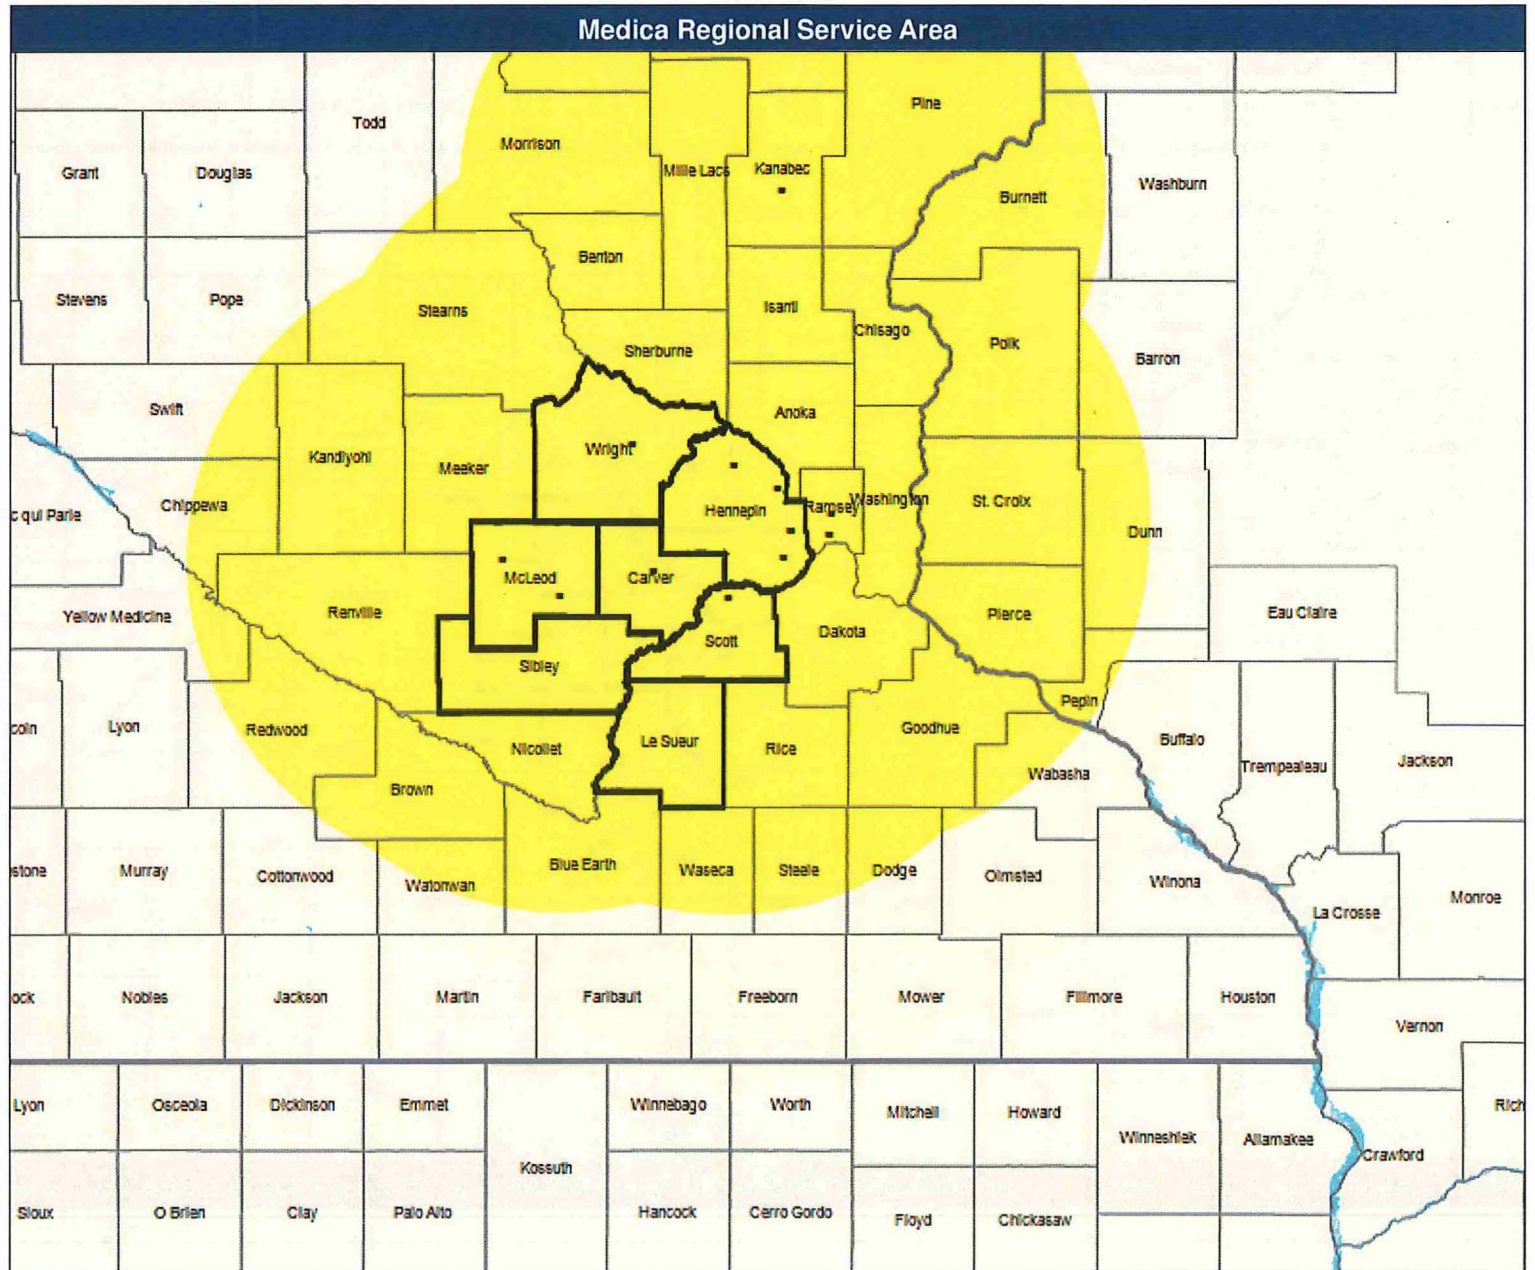 Medica Regional Service Area
Pine
Todd
Morrison
Mille Lacs
Kanabec
Grant
Douglas
Washburn
Burnett
Benton
Stevens
Pope
Stearns
Isanti
Chisago
Polk
Sherburne
Barron
Swift
Anoka
Wright
Kandiyohi
Meeker
Chippewa
c qui Parle
Hennepin
Ramsey
Washington
St. Croix
Dunn
McLeod
Carver
Yellow Medicine
Renville
Dakota
Pierce
Eau Claire
Scott
Sibley
Pepin
coln
Lyon
Redwood
Nicollet
Le Sueur
Rice
Goodhue
Buffalo
Trempealeau
Jackson
Wabasha
Brown
stone
Murray
Cottonwood
Watonwan
Blue Earth
Waseca
Steele
Dodge
Olmsted
Winona
La Crosse
Monroe
ock
Nobles
Jackson
Martin
Faribault
Freeborn
Mower
Fillmore
Houston
Vernon
Lyon
Osceola
Dickinson
Emmet
Winnebago
Worth
Mitchell
Howard
Rich
Winneshiek
Allamakee
Crawford
Kossuth
Sioux
O Brien
Clay
Palo Alto
Hancock
Cerro Gordo
Floyd
Chickasaw